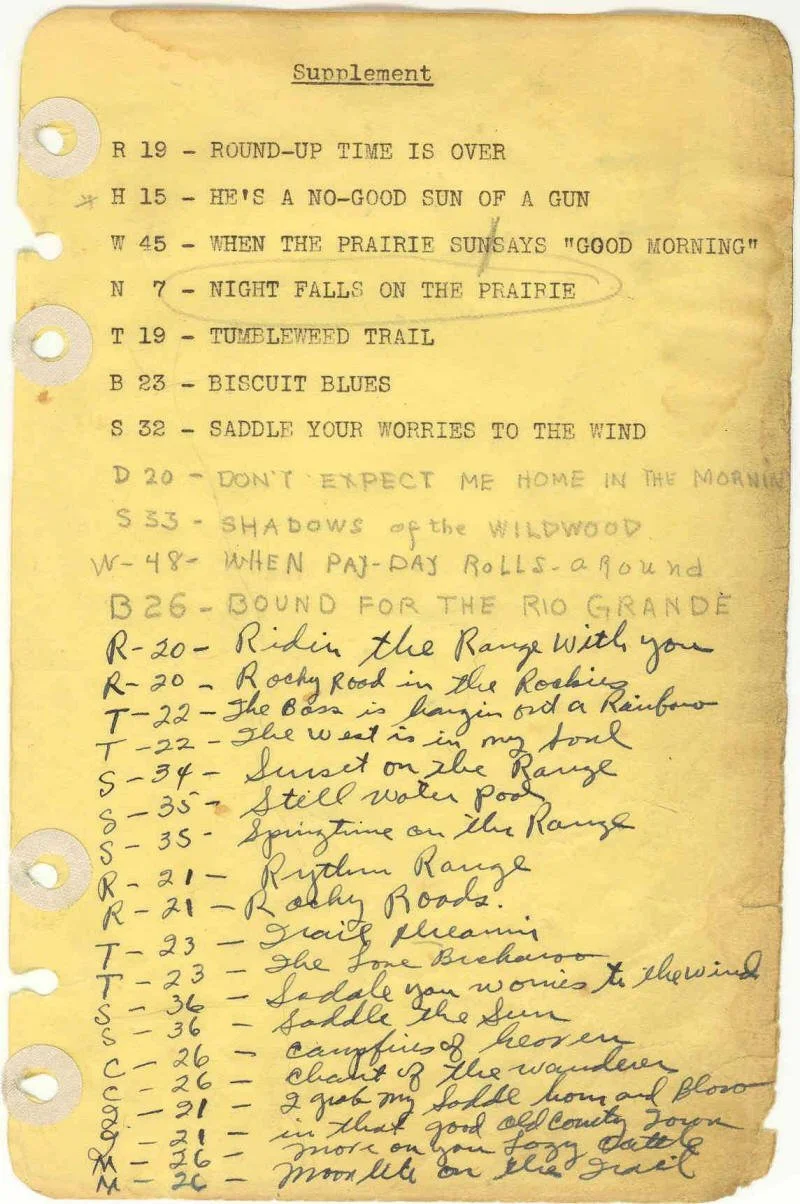 Supplement
R 19 - ROUND-UP TIME IS OVER
H 15 - HE'S A NO-GOOD SUN OF A GUN
W 45 - WHEN THE PRAIRIE SUN/SAYS "GOOD MORNING"
N 7 - NIGHT FALLS ON THE PRAIRIE
T 19 - TUMBLEWEED TRAIL
B 23 - BISCUIT BLUES
S 32 - SADDLE YOUR WORRIES TO THE WIND
D 20 - DON'T EXPECT ME HOME IN THE MORNIN
S 33 - SHADOWS of the WILDWOOD
W-48- WHEN PAY-DAY ROLLS-aRound
B26 - BOUND FOR THE RIO GRANDE
R-20- Ridin the Range With you
R-20 - Rocky Road in the Rockies
T-22-The Boss is hangin out a Rainbow
T-22-The West is in my soul
S-34- Sunset on the Range
S-35- Still water Pool
S-35- Springtime on the Range
R-21- Rythm Range
R-21-Rocky Roads.
T-23 - Trail dreamin
T-23 - The Lone Buckaroo
S-36 - Saddle you worries to the wind
S-36 - Saddle the Sun
C-26 - campfires of heaven
C-26 - chant of the wanderer
I-21 - I grab my Saddle horn and Blow
I-21 - in that good old County Town
M-26 - move on you Lazy Cattle
M-26 - Moonlite on the Trail